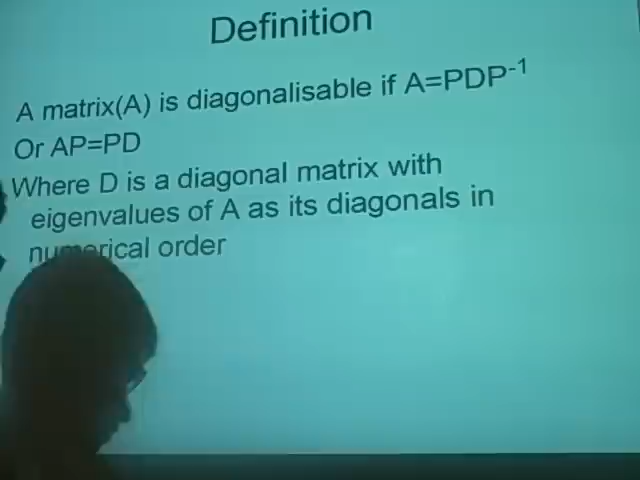 Definition
A matrix(A) is diagonalisable if A=PDP⁻¹
Or AP=PD
Where D is a diagonal matrix with
eigenvalues of A as its diagonals in
numerical order